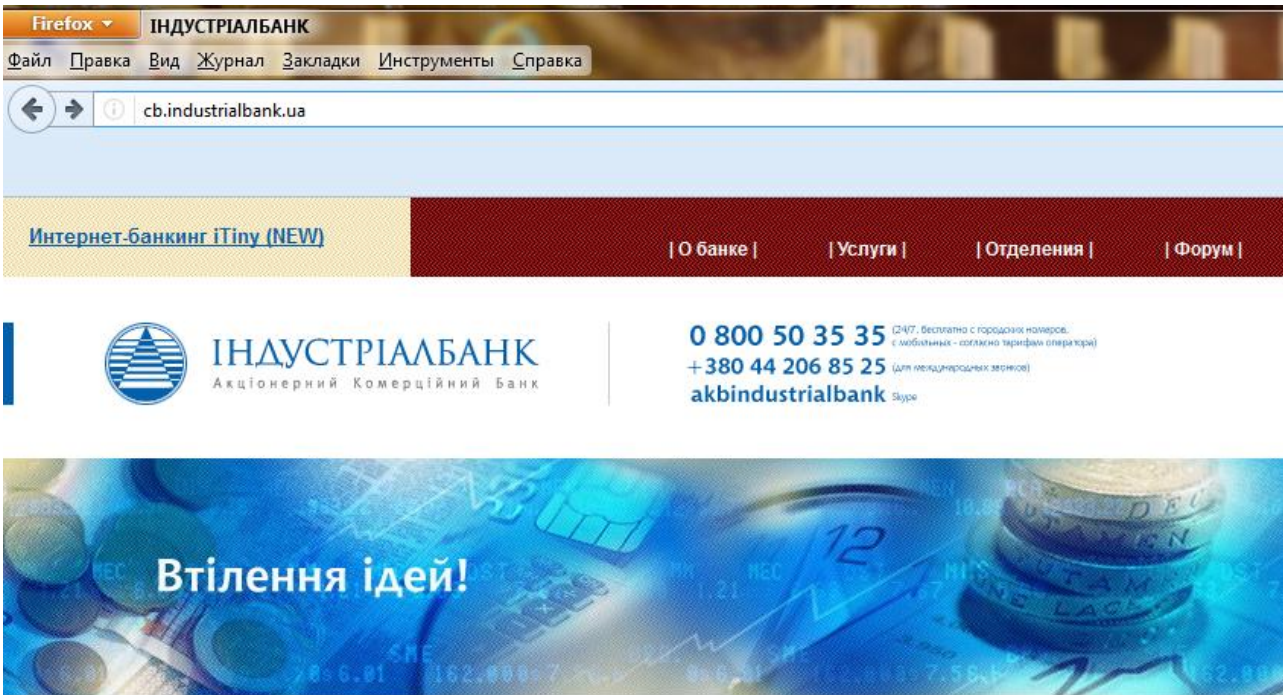 Firefox
ІНДУСТРІАЛБАНК
Файл Правка Вид Журнал Закладки Инструменты Справка
cb.industrialbank.ua
Интернет-банкинг iTiny (NEW)
| О банке | | Услуги | | Отделения | | Форум |
ІНДУСТРІАЛБАНК
Акціонерний Комерційний Банк
0 800 50 35 35 (24/7, бесплатно с городских номеров,
с мобильных - согласно тарифам оператора)
+380 44 206 85 25 (для международных звонков)
akbindustrialbank Skype
Втілення ідей!
12